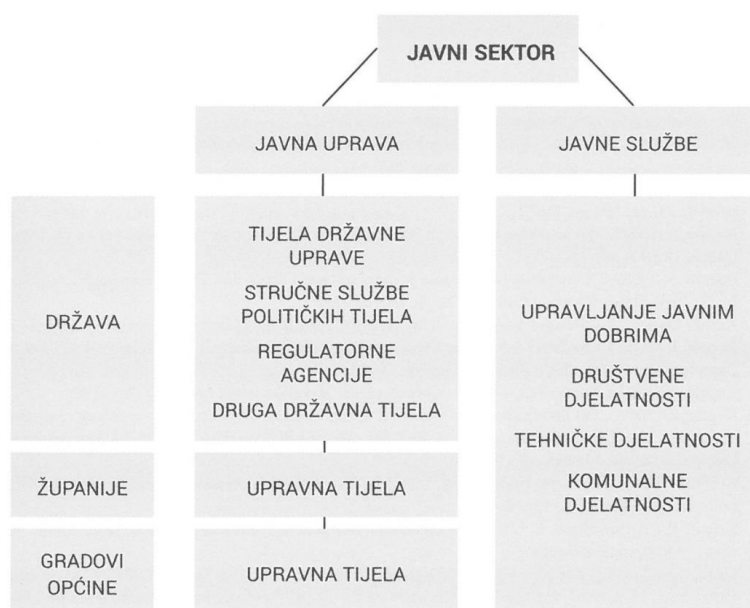 JAVNI SEKTOR
JAVNA UPRAVA
JAVNE SLUŽBE
DRŽAVA
TIJELA DRŽAVNE
UPRAVE
STRUČNE SLUŽBE
POLITIČKIH TIJELA
REGULATORNE
AGENCIJE
DRUGA DRŽAVNA TIJELA
UPRAVLJANJE JAVNIM
DOBRIMA
DRUŠTVENE
DJELATNOSTI
TEHNIČKE DJELATNOSTI
KOMUNALNE
DJELATNOSTI
ŽUPANIJE
UPRAVNA TIJELA
GRADOVI
OPĆINE
UPRAVNA TIJELA